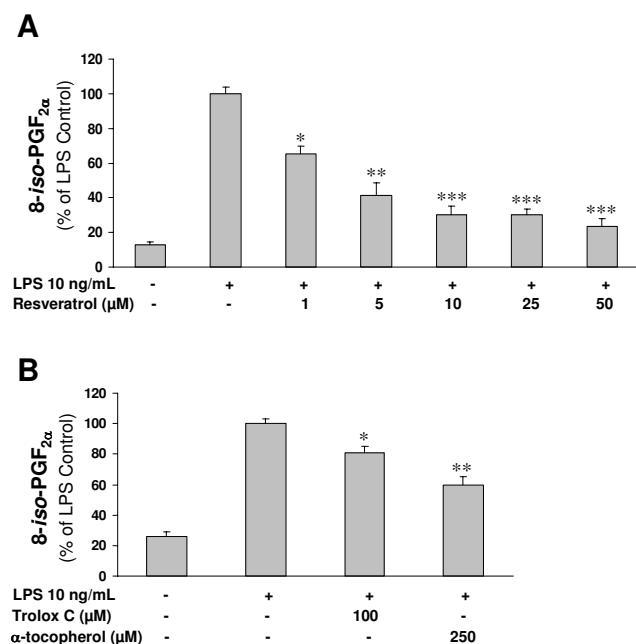 A
8-iso-PGF2α
(% of LPS Control)
120
100
80
60
40
20
0
* ** *** *** ***
LPS 10 ng/mL - + + + + + +
Resveratrol (µM) - - 1 5 10 25 50
B
8-iso-PGF2α
(% of LPS Control)
120
100
80
60
40
20
0
* **
LPS 10 ng/mL - + + +
Trolox C (µM) - - 100 -
α-tocopherol (µM) - - - 250